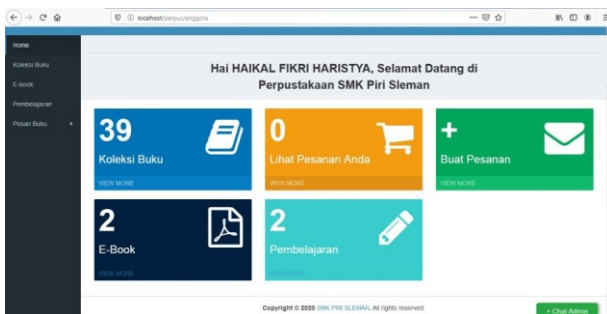 localhost/perpus/anggota
Home
Koleksi Buku
E-book
Pembelajaran
Pesan Buku
Hai HAIKAL FIKRI HARISTYA, Selamat Datang di
Perpustakaan SMK Piri Sleman
39
Koleksi Buku
VIEW MORE
0
Lihat Pesanan Anda
VIEW MORE
+
Buat Pesanan
VIEW MORE
2
E-Book
VIEW MORE
2
Pembelajaran
VIEW MORE
Copyright © 2020 SMK PIRI SLEMAN. All rights reserved.
+ Chat Admin